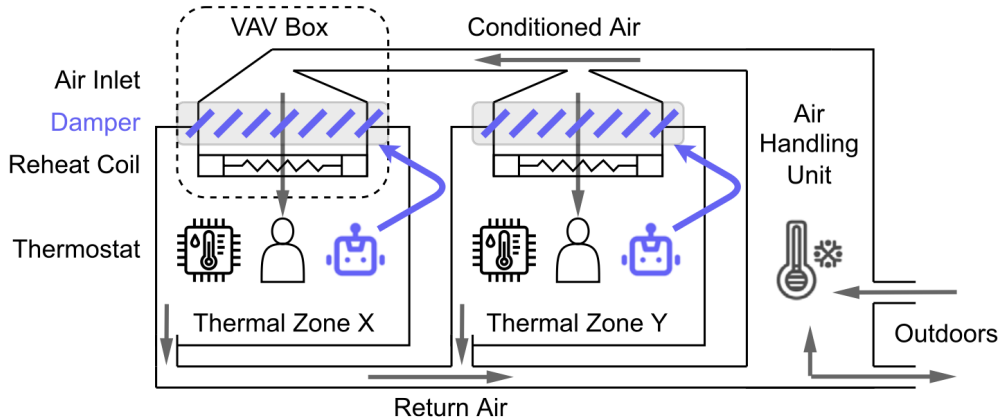 VAV Box
Conditioned Air
Air Inlet
Damper
Reheat Coil
Air
Handling
Unit
Thermostat
Thermal Zone X
Thermal Zone Y
Outdoors
Return Air